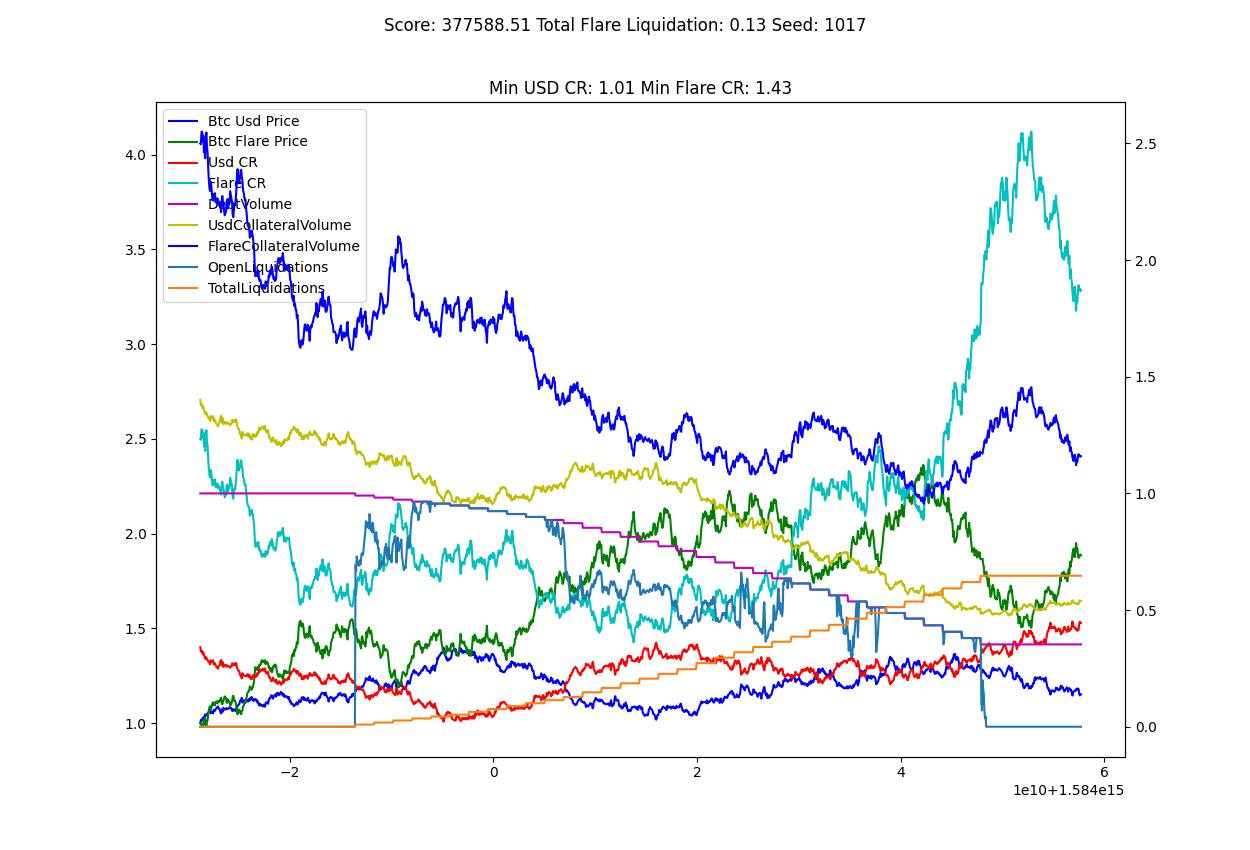 Score: 377588.51 Total Flare Liquidation: 0.13 Seed: 1017
Min USD CR: 1.01 Min Flare CR: 1.43
Btc Usd Price
Btc Flare Price
Usd CR
Flare CR
DebtVolume
UsdCollateralVolume
FlareCollateralVolume
OpenLiquidations
TotalLiquidations
4.0
3.5
3.0
2.5
2.0
1.5
1.0
2.5
2.0
1.5
1.0
0.5
0.0
−2 0 2 4 6
1e10+1.584e15